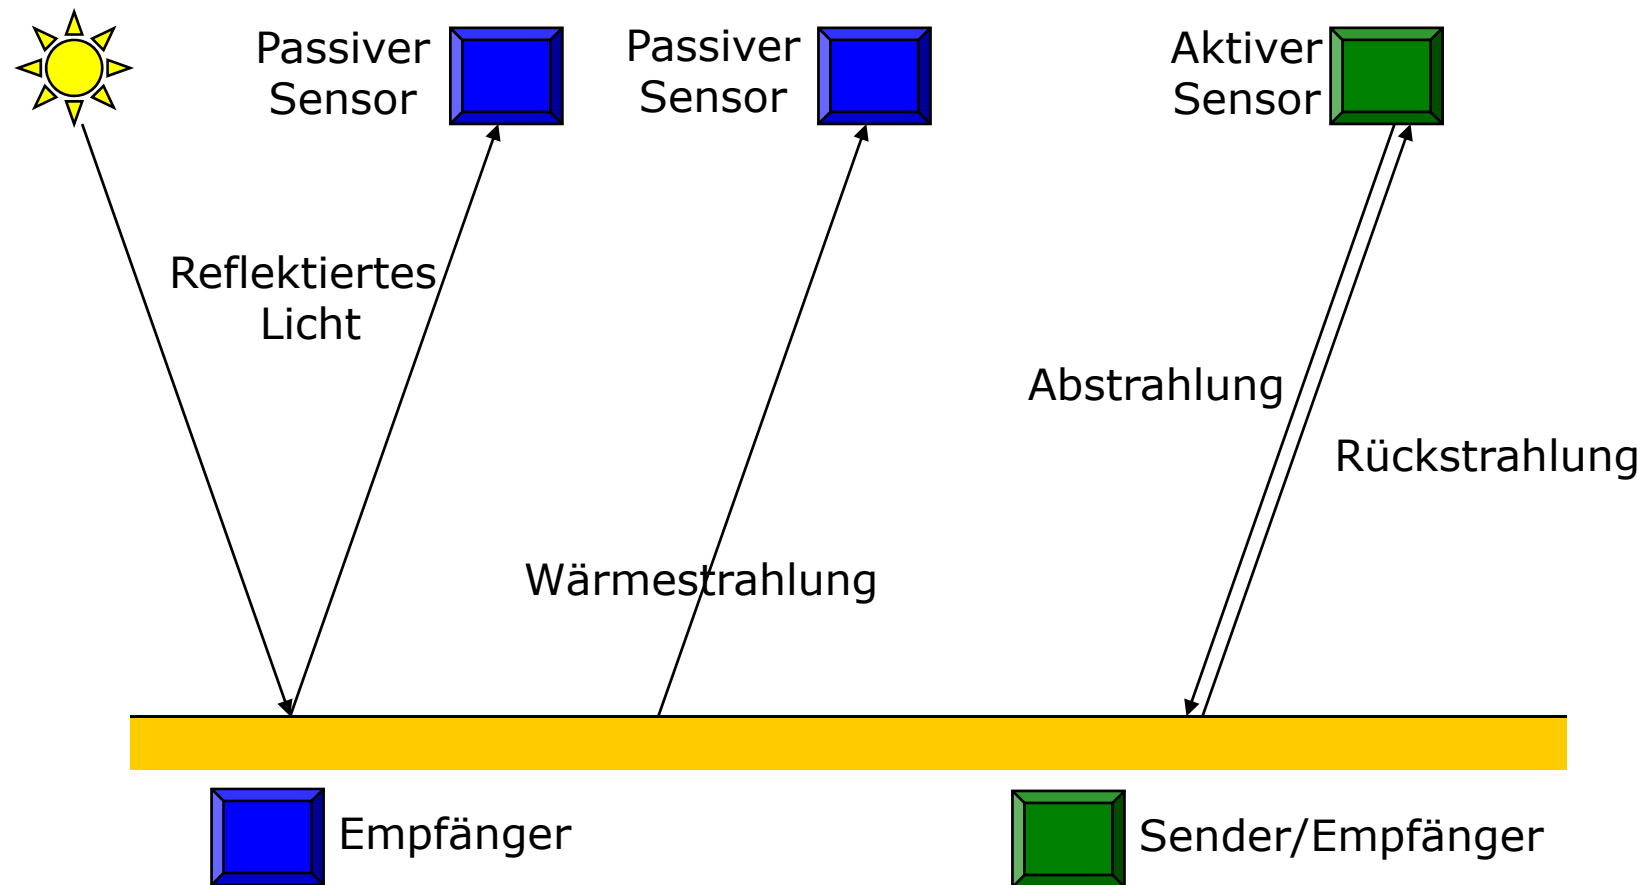 Passiver
Sensor
Passiver
Sensor
Aktiver
Sensor
Reflektiertes
Licht
Abstrahlung
Rückstrahlung
Wärmestrahlung
Empfänger
Sender/Empfänger